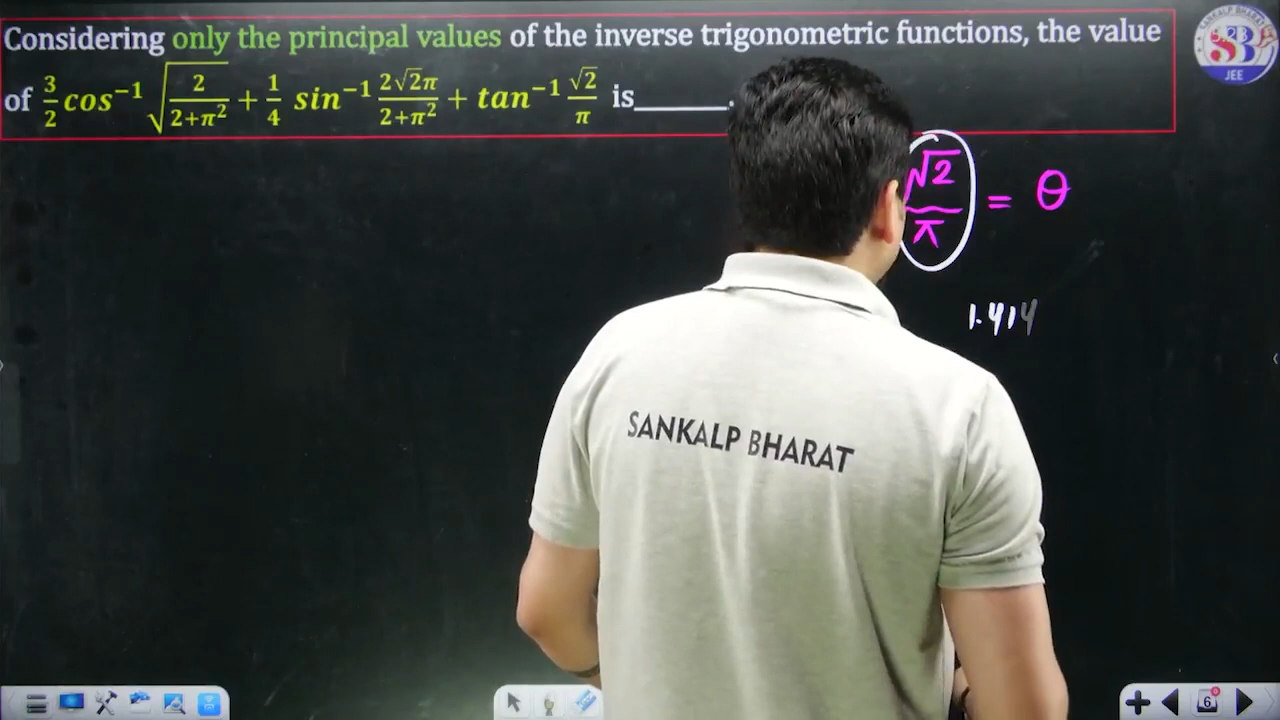 Considering only the principal values of the inverse trigonometric functions, the value
of 3/2 cos⁻¹ √(2/(2+π²)) + 1/4 sin⁻¹ 2√2π/(2+π²) + tan⁻¹ √2/π is______.
√2/π = θ
1.414
SANKALP BHARAT
SB
JEE
6